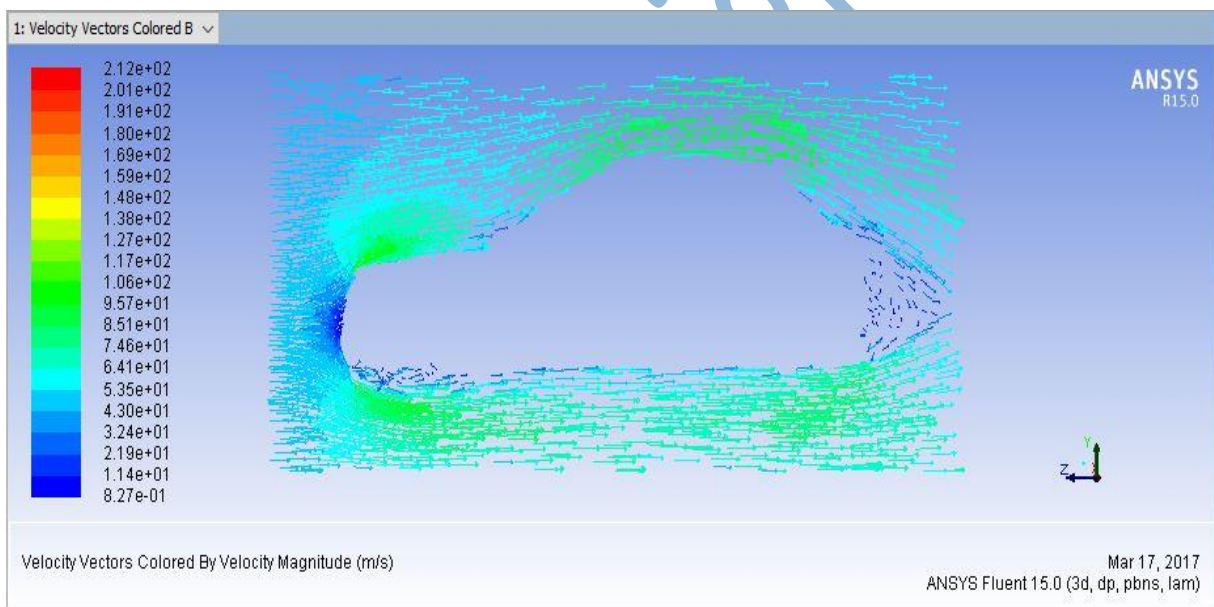 1: Velocity Vectors Colored B
ANSYS
R15.0
2.12e+02
2.01e+02
1.91e+02
1.80e+02
1.69e+02
1.59e+02
1.48e+02
1.38e+02
1.27e+02
1.17e+02
1.06e+02
9.57e+01
8.51e+01
7.46e+01
6.41e+01
5.35e+01
4.30e+01
3.24e+01
2.19e+01
1.14e+01
8.27e-01
Y
Z
Velocity Vectors Colored By Velocity Magnitude (m/s)
Mar 17, 2017
ANSYS Fluent 15.0 (3d, dp, pbns, lam)